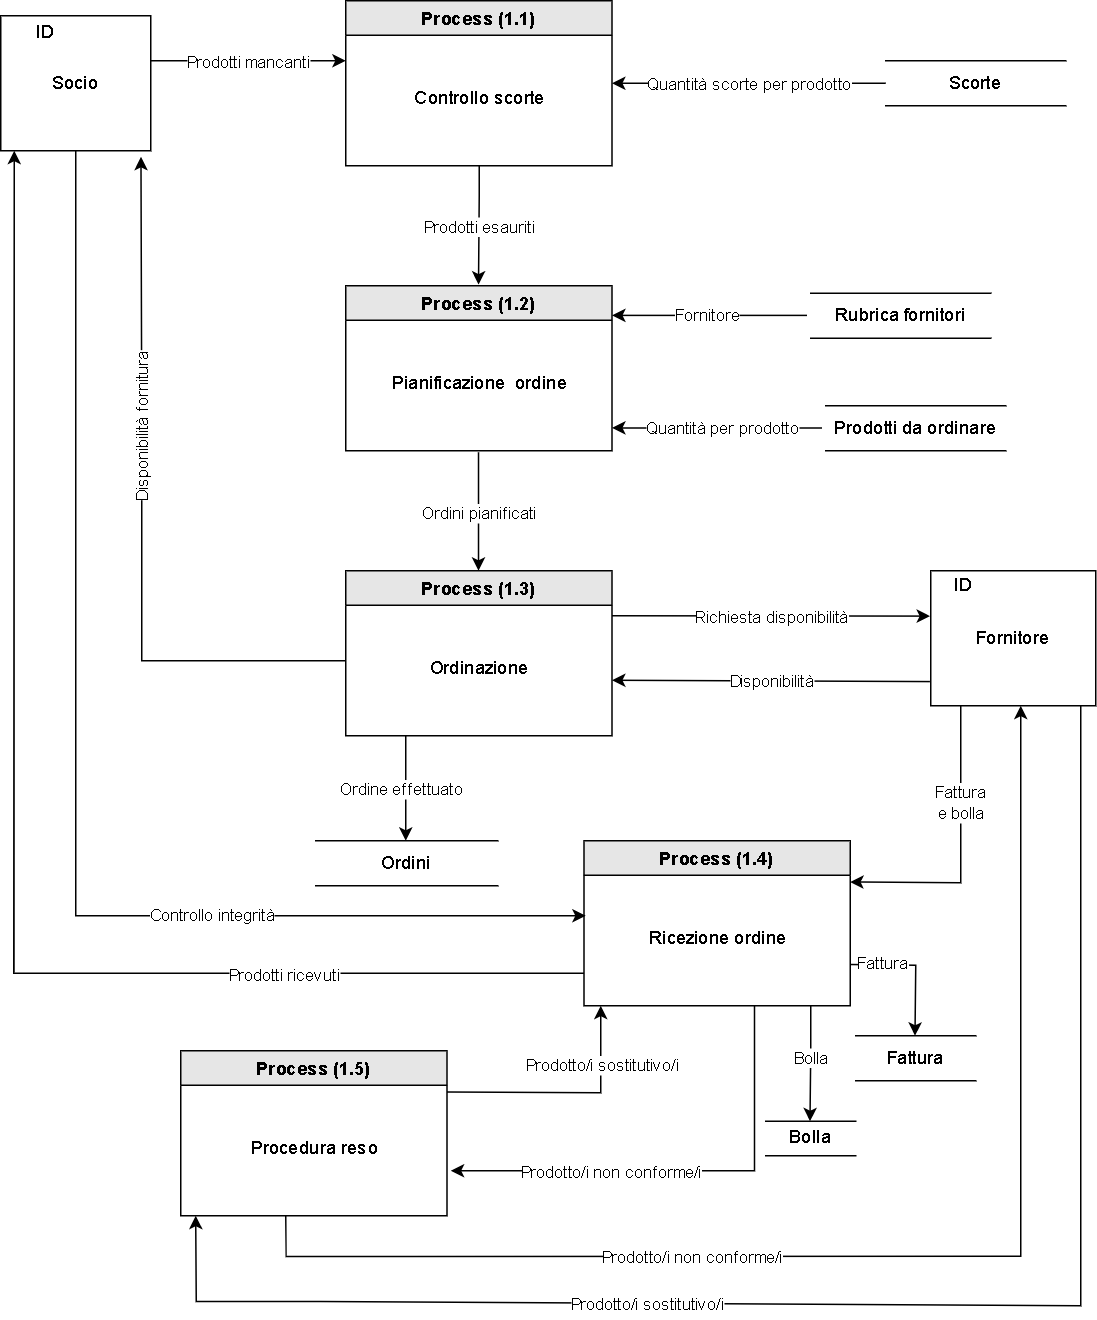 ID
Socio
Process (1.1)
Controllo scorte
Prodotti mancanti
Quantità scorte per prodotto
Scorte
Prodotti esauriti
Process (1.2)
Pianificazione  ordine
Fornitore
Rubrica fornitori
Quantità per prodotto
Prodotti da ordinare
Disponibilità fornitura
Ordini pianificati
Process (1.3)
Ordinazione
Richiesta disponibilità
Disponibilità
ID
Fornitore
Ordine effettuato
Ordini
Fattura
e bolla
Process (1.4)
Ricezione ordine
Controllo integrità
Prodotti ricevuti
Fattura
Fattura
Bolla
Bolla
Prodotto/i sostitutivo/i
Process (1.5)
Procedura reso
Prodotto/i non conforme/i
Prodotto/i non conforme/i
Prodotto/i sostitutivo/i